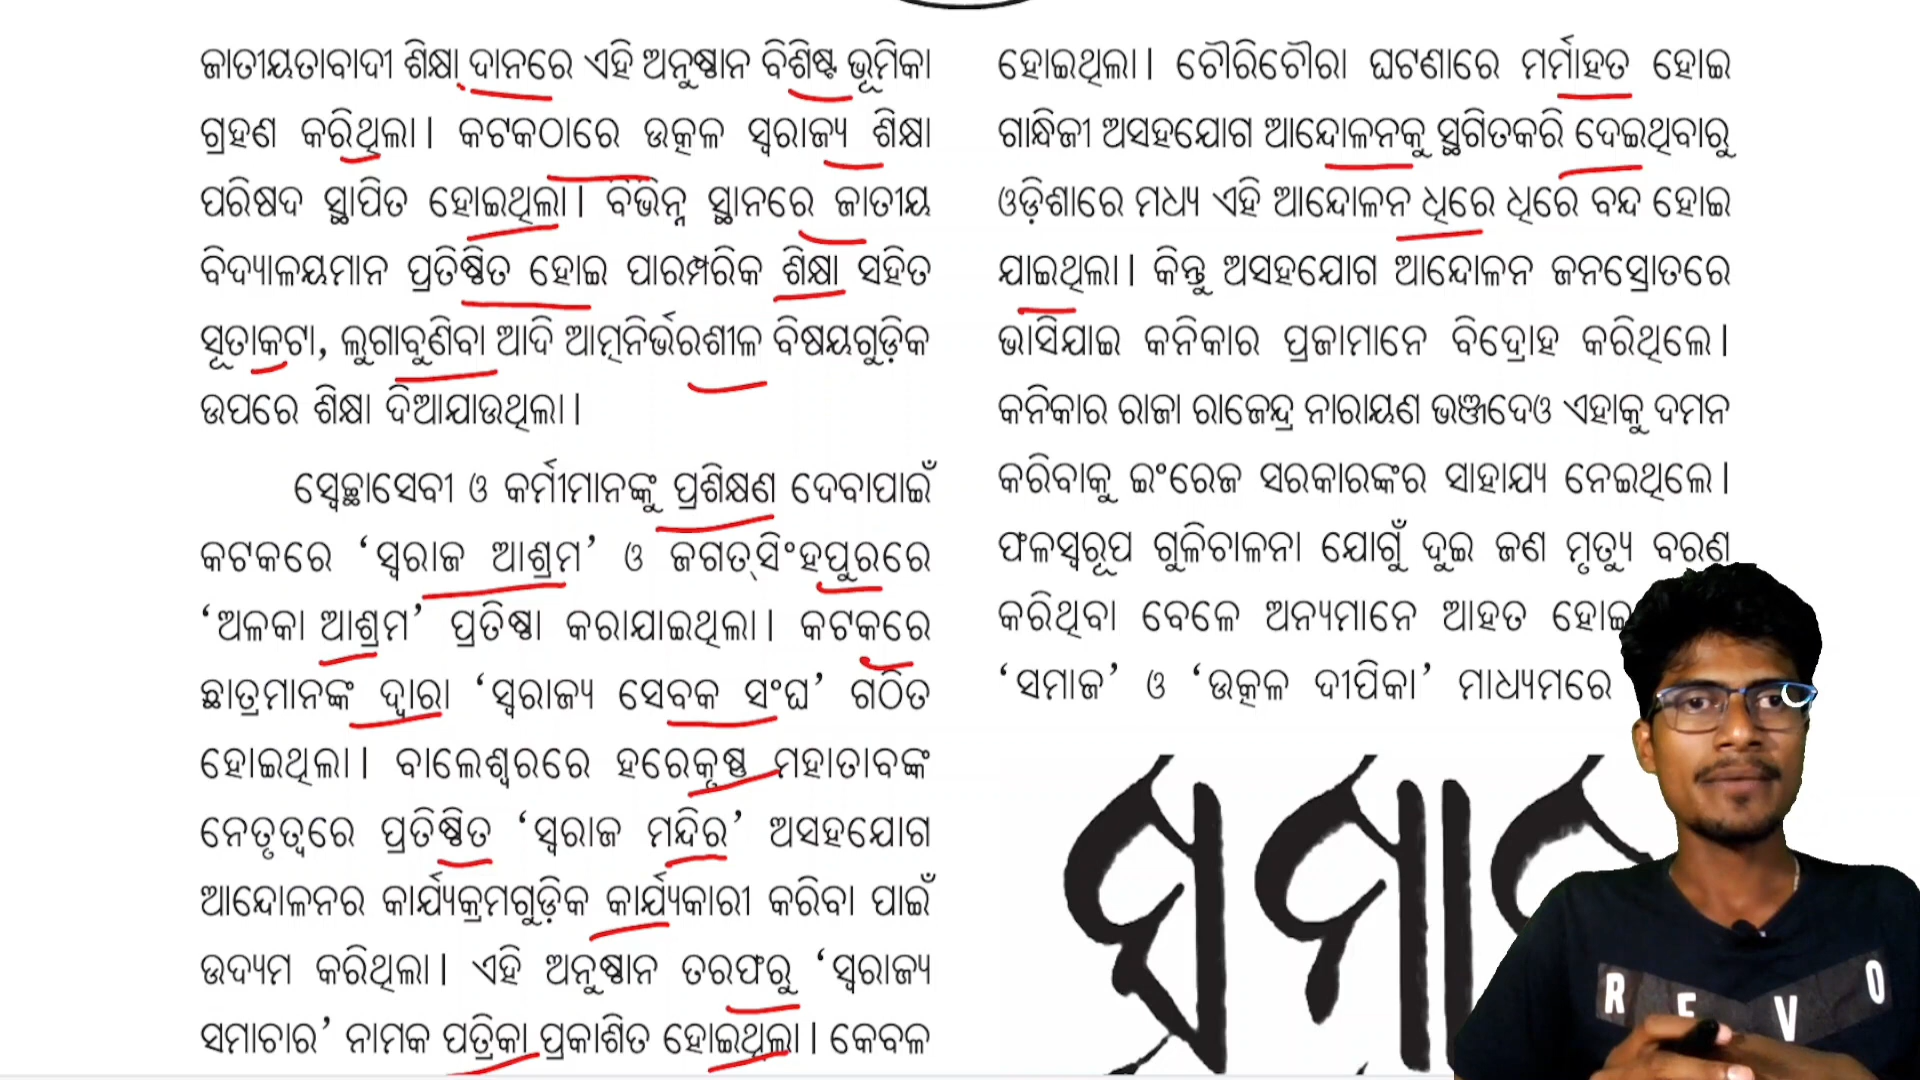 ଜାତୀୟତାବାଦୀ ଶିକ୍ଷା ଦାନରେ ଏହି ଅନୁଷ୍ଠାନ ବିଶିଷ୍ଟ ଭୂମିକା
ଗ୍ରହଣ କରିଥିଲା। କଟକଠାରେ ଉତ୍କଳ ସ୍ୱରାଜ୍ୟ ଶିକ୍ଷା
ପରିଷଦ ସ୍ଥାପିତ ହୋଇଥିଲା। ବିଭିନ୍ନ ସ୍ଥାନରେ ଜାତୀୟ
ବିଦ୍ୟାଳୟମାନ ପ୍ରତିଷ୍ଠିତ ହୋଇ ପାରମ୍ପରିକ ଶିକ୍ଷା ସହିତ
ସୂତାକଟା, ଲୁଗାବୁଣିବା ଆଦି ଆତ୍ମନିର୍ଭରଶୀଳ ବିଷୟଗୁଡ଼ିକ
ଉପରେ ଶିକ୍ଷା ଦିଆଯାଉଥିଲା।
ସ୍ୱେଚ୍ଛାସେବୀ ଓ କର୍ମୀମାନଙ୍କୁ ପ୍ରଶିକ୍ଷଣ ଦେବାପାଇଁ
କଟକରେ ‘ସ୍ୱରାଜ ଆଶ୍ରମ’ ଓ ଜଗତ୍‌ସିଂହପୁରରେ
‘ଅଳକା ଆଶ୍ରମ’ ପ୍ରତିଷ୍ଠା କରାଯାଇଥିଲା। କଟକରେ
ଛାତ୍ରମାନଙ୍କ ଦ୍ୱାରା ‘ସ୍ୱରାଜ୍ୟ ସେବକ ସଂଘ’ ଗଠିତ
ହୋଇଥିଲା। ବାଲେଶ୍ୱରରେ ହରେକୃଷ୍ଣ ମହାତାବଙ୍କ
ନେତୃତ୍ୱରେ ପ୍ରତିଷ୍ଠିତ ‘ସ୍ୱରାଜ ମନ୍ଦିର’ ଅସହଯୋଗ
ଆନ୍ଦୋଳନର କାର୍ଯ୍ୟକ୍ରମଗୁଡ଼ିକ କାର୍ଯ୍ୟକାରୀ କରିବା ପାଇଁ
ଉଦ୍ୟମ କରିଥିଲା। ଏହି ଅନୁଷ୍ଠାନ ତରଫରୁ ‘ସ୍ୱରାଜ୍ୟ
ସମାଚାର’ ନାମକ ପତ୍ରିକା ପ୍ରକାଶିତ ହୋଇଥିଲା। କେବଳ
ହୋଇଥିଲା। ଚୌରିଚୌରା ଘଟଣାରେ ମର୍ମାହତ ହୋଇ
ଗାନ୍ଧିଜୀ ଅସହଯୋଗ ଆନ୍ଦୋଳନକୁ ସ୍ଥଗିତକରି ଦେଇଥିବାରୁ
ଓଡ଼ିଶାରେ ମଧ୍ୟ ଏହି ଆନ୍ଦୋଳନ ଧିରେ ଧିରେ ବନ୍ଦ ହୋଇ
ଯାଇଥିଲା। କିନ୍ତୁ ଅସହଯୋଗ ଆନ୍ଦୋଳନ ଜନସ୍ରୋତରେ
ଭାସିଯାଇ କନିକାର ପ୍ରଜାମାନେ ବିଦ୍ରୋହ କରିଥିଲେ।
କନିକାର ରାଜା ରାଜେନ୍ଦ୍ର ନାରାୟଣ ଭଞ୍ଜଦେଓ ଏହାକୁ ଦମନ
କରିବାକୁ ଇଂରେଜ ସରକାରଙ୍କର ସାହାଯ୍ୟ ନେଇଥିଲେ।
ଫଳସ୍ୱରୂପ ଗୁଳିଚାଳନା ଯୋଗୁଁ ଦୁଇ ଜଣ ମୃତ୍ୟୁ ବରଣ
କରିଥିବା ବେଳେ ଅନ୍ୟମାନେ ଆହତ ହୋଇ
‘ସମାଜ’ ଓ ‘ଉତ୍କଳ ଦୀପିକା’ ମାଧ୍ୟମରେ
REVO